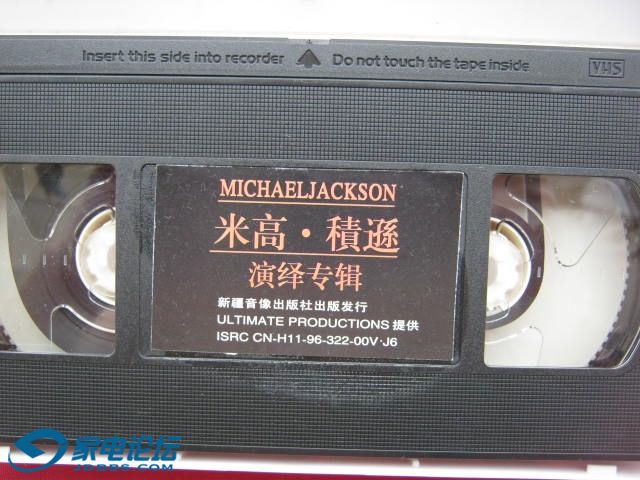 Insert this side into recorder Do not touch the tape inside VHS
MICHAELJACKSON
米高·積遜
演绎专辑
新疆音像出版社出版发行
ULTIMATE PRODUCTIONS 提供
ISRC CN-H11-96-322-00V·J6
家电论坛
JDBBS.COM